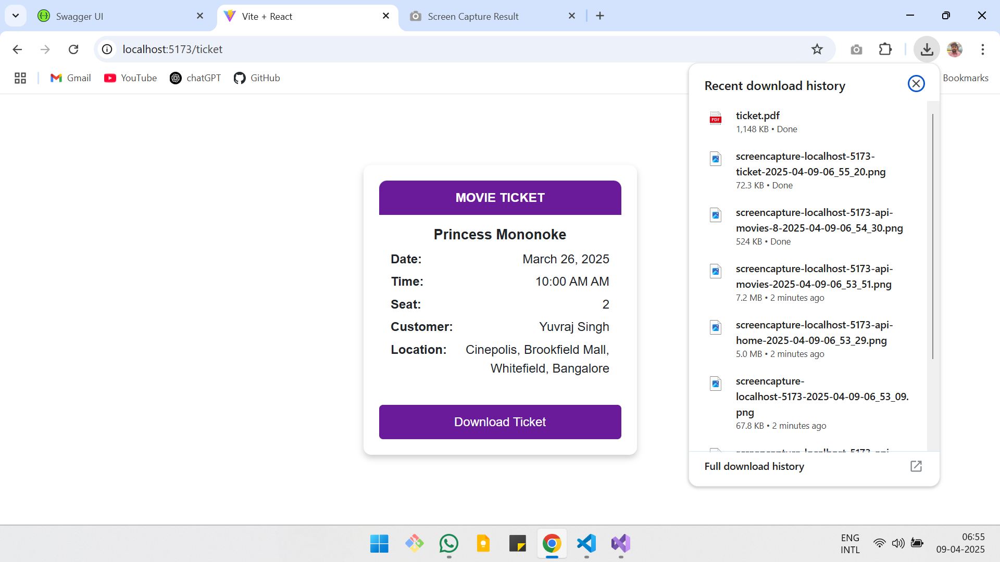 Swagger UI
Vite + React
Screen Capture Result
localhost:5173/ticket
Gmail
YouTube
chatGPT
GitHub
Bookmarks
Recent download history
PDF
ticket.pdf
1,148 KB • Done
screencapture-localhost-5173-
ticket-2025-04-09-06_55_20.png
72.3 KB • Done
screencapture-localhost-5173-api-
movies-8-2025-04-09-06_54_30.png
524 KB • Done
screencapture-localhost-5173-api-
movies-2025-04-09-06_53_51.png
7.2 MB • 2 minutes ago
screencapture-localhost-5173-api-
home-2025-04-09-06_53_29.png
5.0 MB • 2 minutes ago
screencapture-
localhost-5173-2025-04-09-06_53_09.
png
67.8 KB • 2 minutes ago
screencapture-localhost-5173-api-
Full download history
MOVIE TICKET
Princess Mononoke
Date: March 26, 2025
Time: 10:00 AM AM
Seat: 2
Customer: Yuvraj Singh
Location: Cinepolis, Brookfield Mall,
Whitefield, Bangalore
Download Ticket
ENG
INTL
06:55
09-04-2025